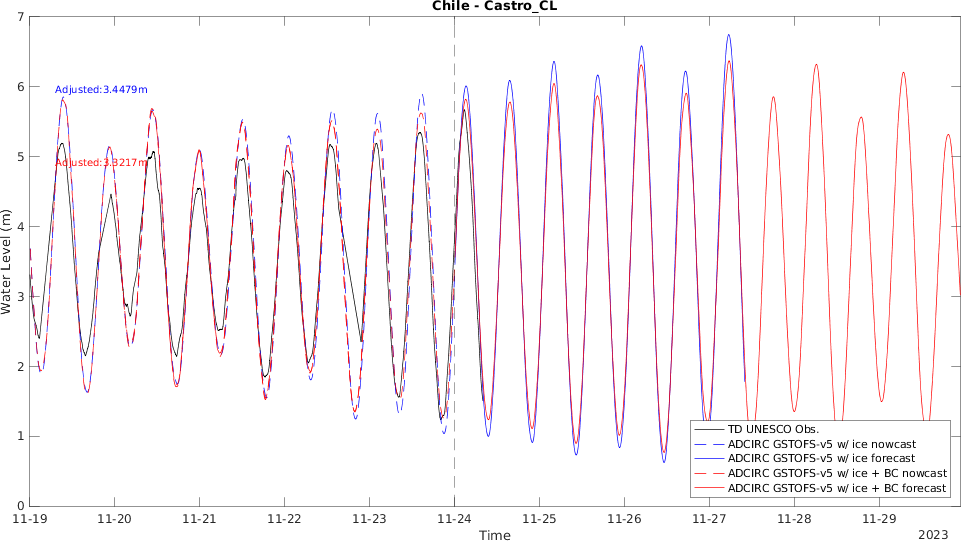 Chile - Castro_CL
7
6
5
4
3
2
1
0
Water Level (m)
Adjusted:3.4479m
Adjusted:3.3217m
TD UNESCO Obs.
ADCIRC GSTOFS-v5 w/ ice nowcast
ADCIRC GSTOFS-v5 w/ ice forecast
ADCIRC GSTOFS-v5 w/ ice + BC nowcast
ADCIRC GSTOFS-v5 w/ ice + BC forecast
11-19 11-20 11-21 11-22 11-23 11-24 11-25 11-26 11-27 11-28 11-29
Time
2023